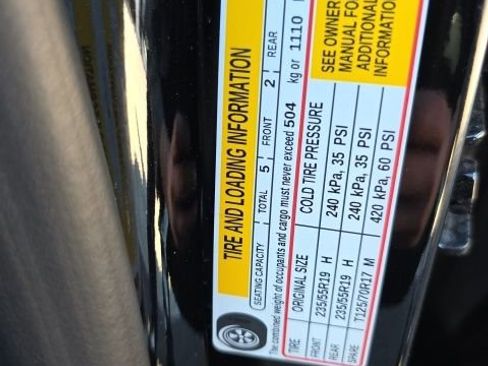 TIRE AND LOADING INFORMATION
SEATING CAPACITY TOTAL 5 FRONT 2 REAR
The combined weight of occupants and cargo must never exceed 504 kg or 1110
TIRE ORIGINAL SIZE COLD TIRE PRESSURE
FRONT 235/55R19 H 240 kPa, 35 PSI
REAR 235/55R19 H 240 kPa, 35 PSI
SPARE T125/70R17 M 420 kPa, 60 PSI
SEE OWNER
MANUAL FO
ADDITIONAL
INFORMATIO